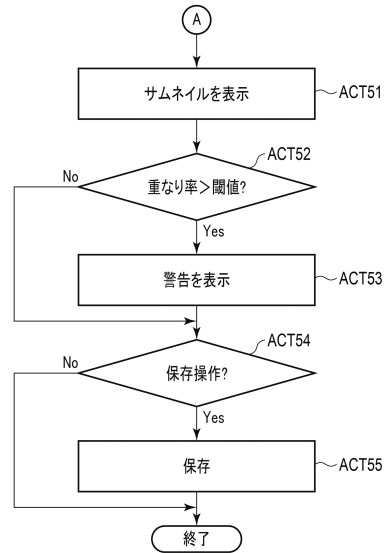 A
サムネイルを表示
ACT51
ACT52
No
重なり率＞閾値?
Yes
警告を表示
ACT53
ACT54
No
保存操作?
Yes
保存
ACT55
終了